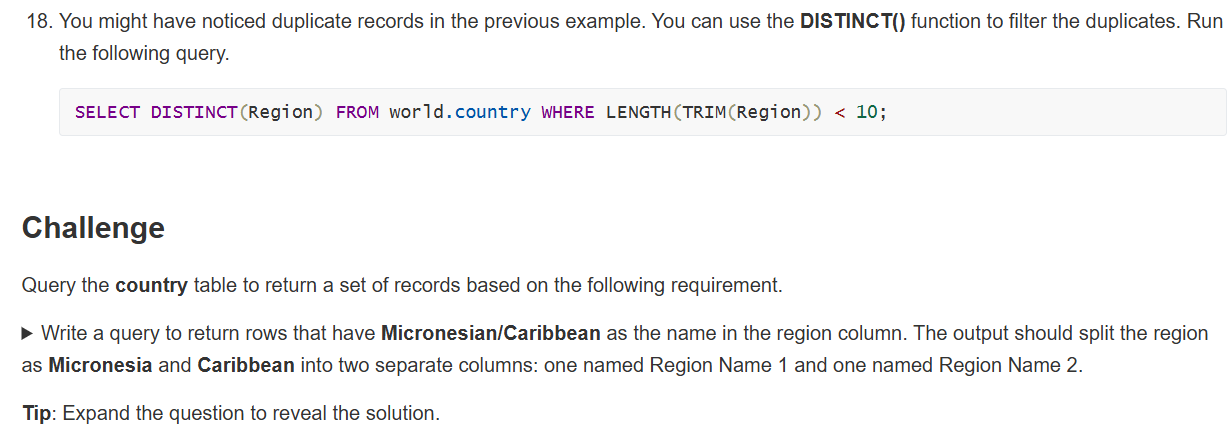 18. You might have noticed duplicate records in the previous example. You can use the DISTINCT() function to filter the duplicates. Run
the following query.
SELECT DISTINCT(Region) FROM world.country WHERE LENGTH(TRIM(Region)) < 10;
Challenge
Query the country table to return a set of records based on the following requirement.
▶ Write a query to return rows that have Micronesian/Caribbean as the name in the region column. The output should split the region
as Micronesia and Caribbean into two separate columns: one named Region Name 1 and one named Region Name 2.
Tip: Expand the question to reveal the solution.